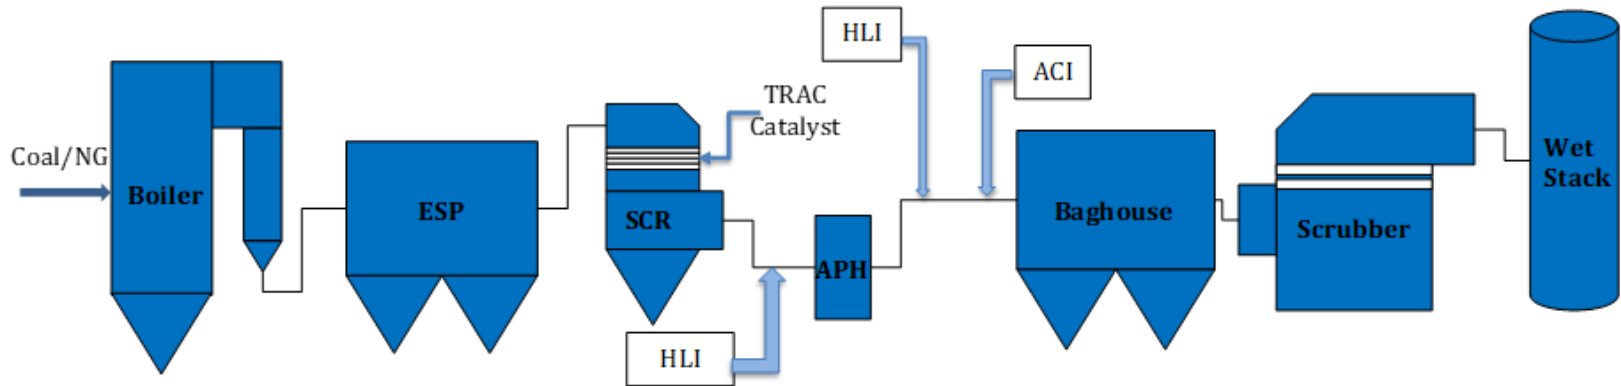 Coal/NG
Boiler
ESP
SCR
TRAC
Catalyst
HLI
APH
HLI
ACI
Baghouse
Scrubber
Wet
Stack